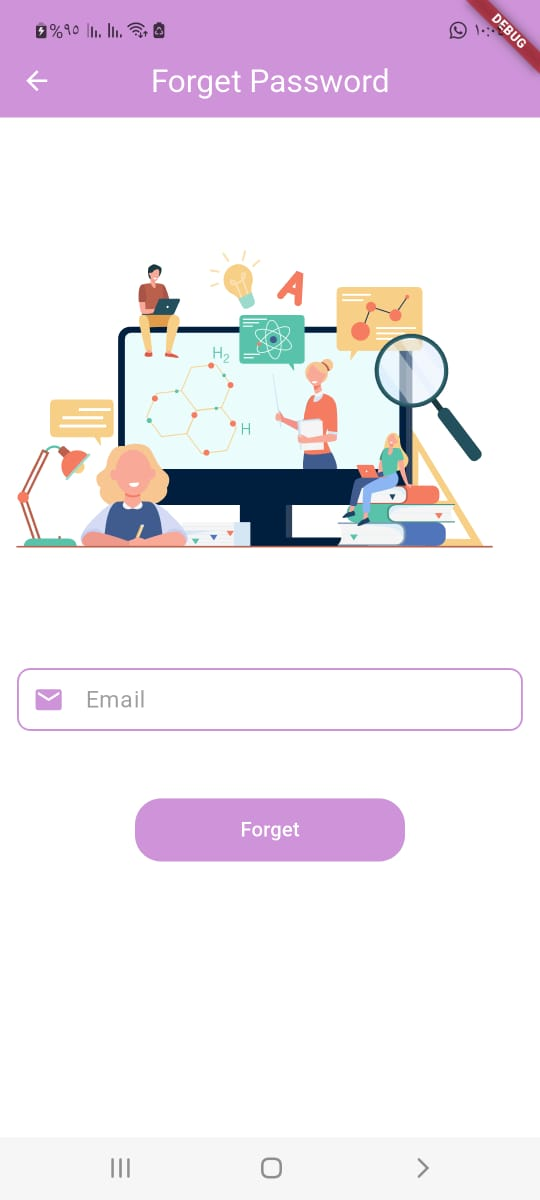 %٩٥
DEBUG
Forget Password
A
H2
H
Email
Forget